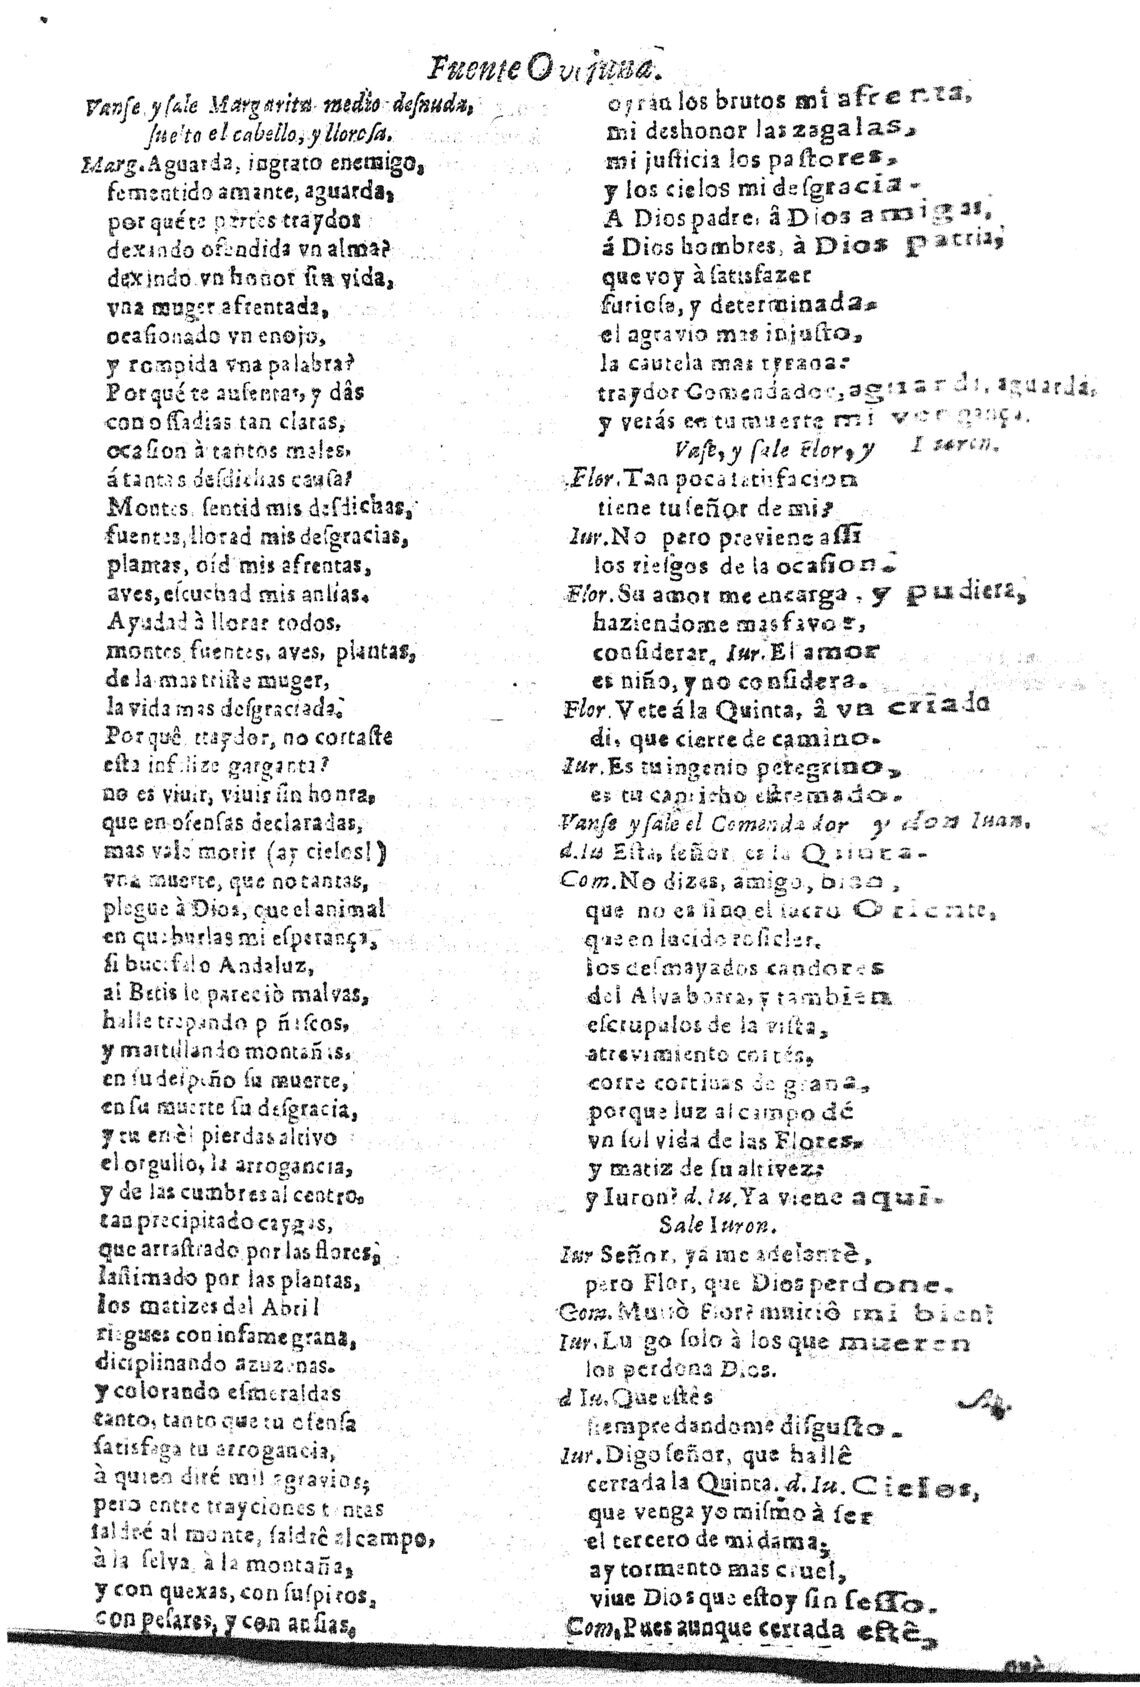 Fuente Ovejuna.
Vanse y sale Margarita medio desnuda,
suelto el cabello, y llorosa.
Marg. Aguarda, ingrato enemigo,
fementido amante, aguarda,
por qué te partes traydor
dexando ofendida vn alma?
dexando vn honor sin vida,
vna muger afrentada,
ocasionado vn enojo,
y rompida vna palabra?
Por qué te ausentas, y dás
con ossadias tan claras,
ocasion à tantos males,
á tantas desdichas causa?
Montes, sentid mis desdichas,
fuentes, llorad mis desgracias,
plantas, oíd mis afrentas,
aves, escuchad mis ansias.
Ayudad à llorar todos,
montes, fuentes, aves, plantas,
de la mas triste muger,
la vida mas desgraciada.
Por quê, traydor, no cortaste
esta infelize garganta?
no es viuir, viuir sin honra,
que en ofensas declaradas,
mas vale morir (ay cielos!)
vna muerte, que no tantas,
plegue à Dios, que el animal
en que burlas mi esperança,
si bucefalo Andaluz,
al Betis le pareciò malvas,
halle trepando peñascos,
y martillando montañas,
en su despeño su muerte,
en su muerte su desgracia,
y tu en èl pierdas altivo
el orgullo, la arrogancia,
y de las cumbres al centro,
tan precipitado caygas,
que arrastrado por las flores,
lastimado por las plantas,
los matizes del Abril
riegues con infame grana,
diciplinando azuzenas,
y colorando esmeraldas
tanto, tanto que tu ofensa
satisfaga tu arrogancia,
à quien diré mil agravios;
pero entre trayciones tantas
saldré al monte, saldrê al campo,
à la selva, à la montaña,
y con quexas, con suspiros,
con pesares, y con ansias.
oyrán los brutos mi afrenta,
mi deshonor las zagalas,
mi justicia los pastores,
y los cielos mi desgracia.
A Dios padre, â Dios amigas,
á Dios hombres, à Dios patria,
que voy à satisfazer
furiosa, y determinada,
el agravio mas injusto,
la cautela mas tyrana:
traydor Comendador, aguarda, aguarda,
y verás en tu muerte mi vengança.
Vase, y sale Flor, y Iuron.
Flor. Tan poca satisfacion
tiene tu señor de mi?
Iur. No pero previene assi
los riesgos de la ocasion.
Flor. Su amor me encarga, y pudiera,
haziendome mas favor,
considerar. Iur. El amor
es niño, y no considera.
Flor. Vete á la Quinta, â vn criado
di, que cierre de camino.
Iur. Es tu ingenio peregrino,
es tu capricho estremado.
Vanse y sale el Comendador y don Iuan.
d. Iu Esta, señor, es la Quinta.
Com. No dizes, amigo, bien,
que no es sino el sacro Oriente,
que en lucido rosicler,
los desmayados candores
del Alva borra, y tambien
escrupulos de la vista,
atrevimiento cortés,
corre cortinas de grana,
porque luz al campo dé
vn sol vida de las Flores,
y matiz de su altivez:
y Iuron? d. Iu. Ya viene aqui.
Sale Iuron.
Iur Señor, yá me adelantè,
pero Flor, que Dios perdone.
Com. Muriò Flor? muriô mi bien?
Iur. Luego solo à los que mueren
los perdona Dios.
d Iu. Que estès
siempre dandome disgusto.
Iur. Digo señor, que hallê
cerrada la Quinta. d. Iu. Cielos,
que venga yo mismo à ser
el tercero de mi dama;
ay tormento mas cruel,
viue Dios que estoy sin sesso.
Com. Pues aunque cerrada estê,
què